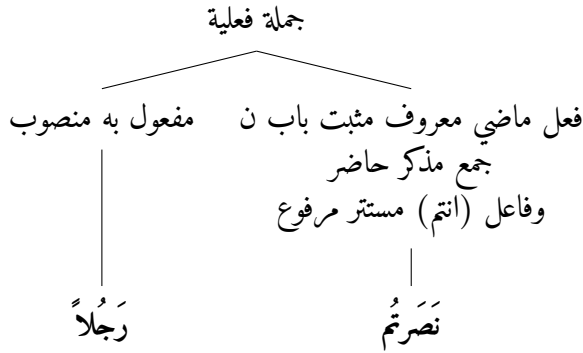 جملة فعلية
فعل ماضي معروف مثبت باب ن
جمع مذكر حاضر
وفاعل (انتم) مستتر مرفوع
مفعول به منصوب
نَصَرتُم
رَجُلاً